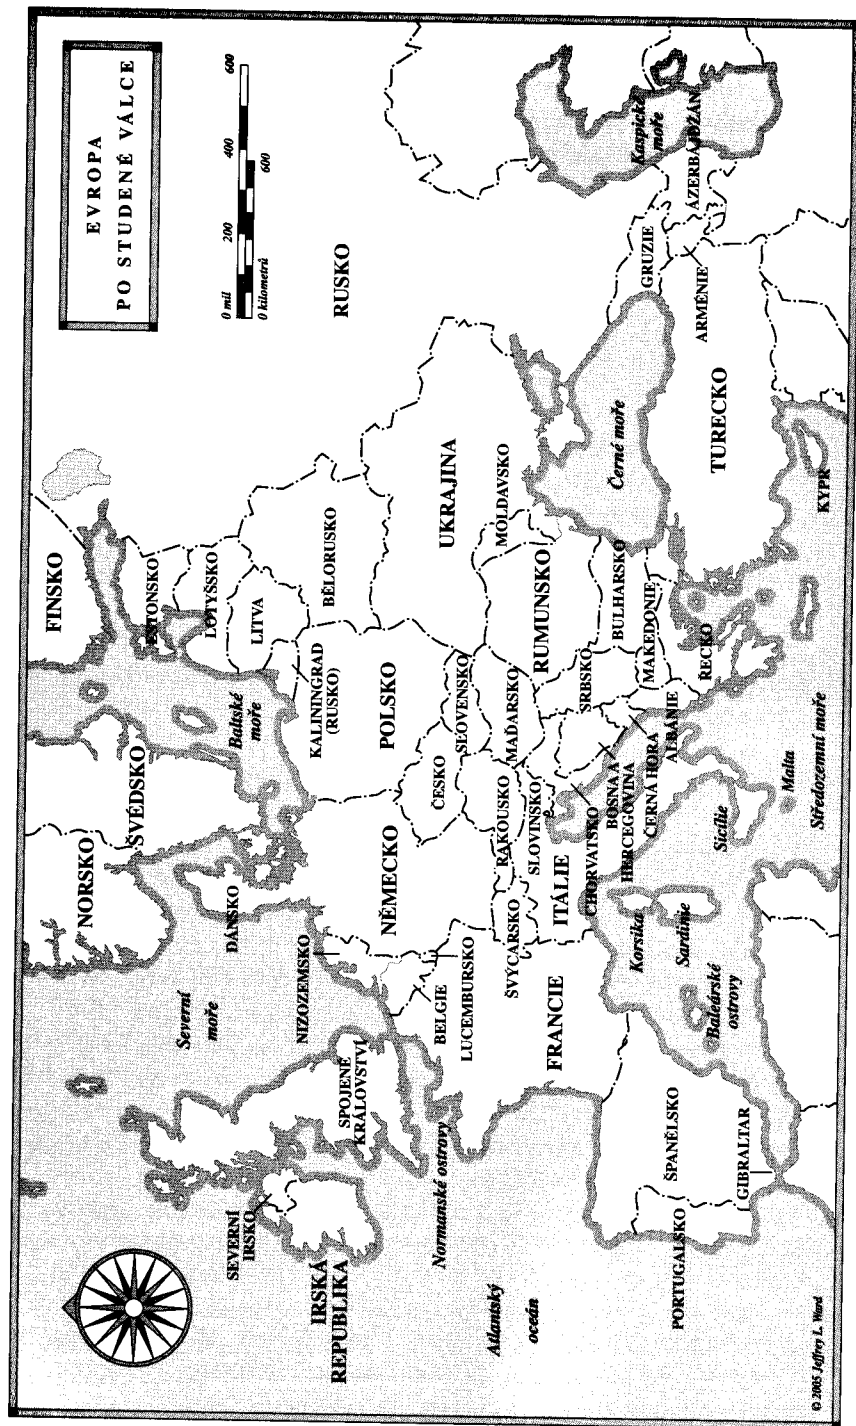 EVROPA
PO STUDENÉ VÁLCE
0 mil
200
400
600
0 kilometrů
600
NORSKO
ŠVÉDSKO
FINSKO
RUSKO
Severní
moře
DÁNSKO
Baltské
moře
ESTONSKO
LOTYŠSKO
LITVA
KALININGRAD
(RUSKO)
BĚLORUSKO
SEVERNÍ
IRSKO
IRSKÁ
REPUBLIKA
SPOJENÉ
KRÁLOVSTVÍ
NIZOZEMSKO
BELGIE
LUCEMBURSKO
NĚMECKO
POLSKO
ČESKO
SLOVENSKO
UKRAJINA
Normanské ostrovy
Atlantský
oceán
FRANCIE
ŠVÝCARSKO
RAKOUSKO
MAĎARSKO
MOLDAVSKO
SLOVINSKO
ITÁLIE
CHORVATSKO
BOSNA A
HERCEGOVINA
ČERNÁ HORA
ALBÁNIE
SRBSKO
RUMUNSKO
BULHARSKO
MAKEDONIE
ŘECKO
Černé moře
GRUZIE
ARMÉNIE
ÁZERBÁJDŽÁN
Kaspické
moře
TURECKO
KYPR
PORTUGALSKO
ŠPANĚLSKO
GIBRALTAR
Baleárské
ostrovy
Korsika
Sardinie
Sicílie
Malta
Středozemní moře
© 2005 Jeffrey L. Ward